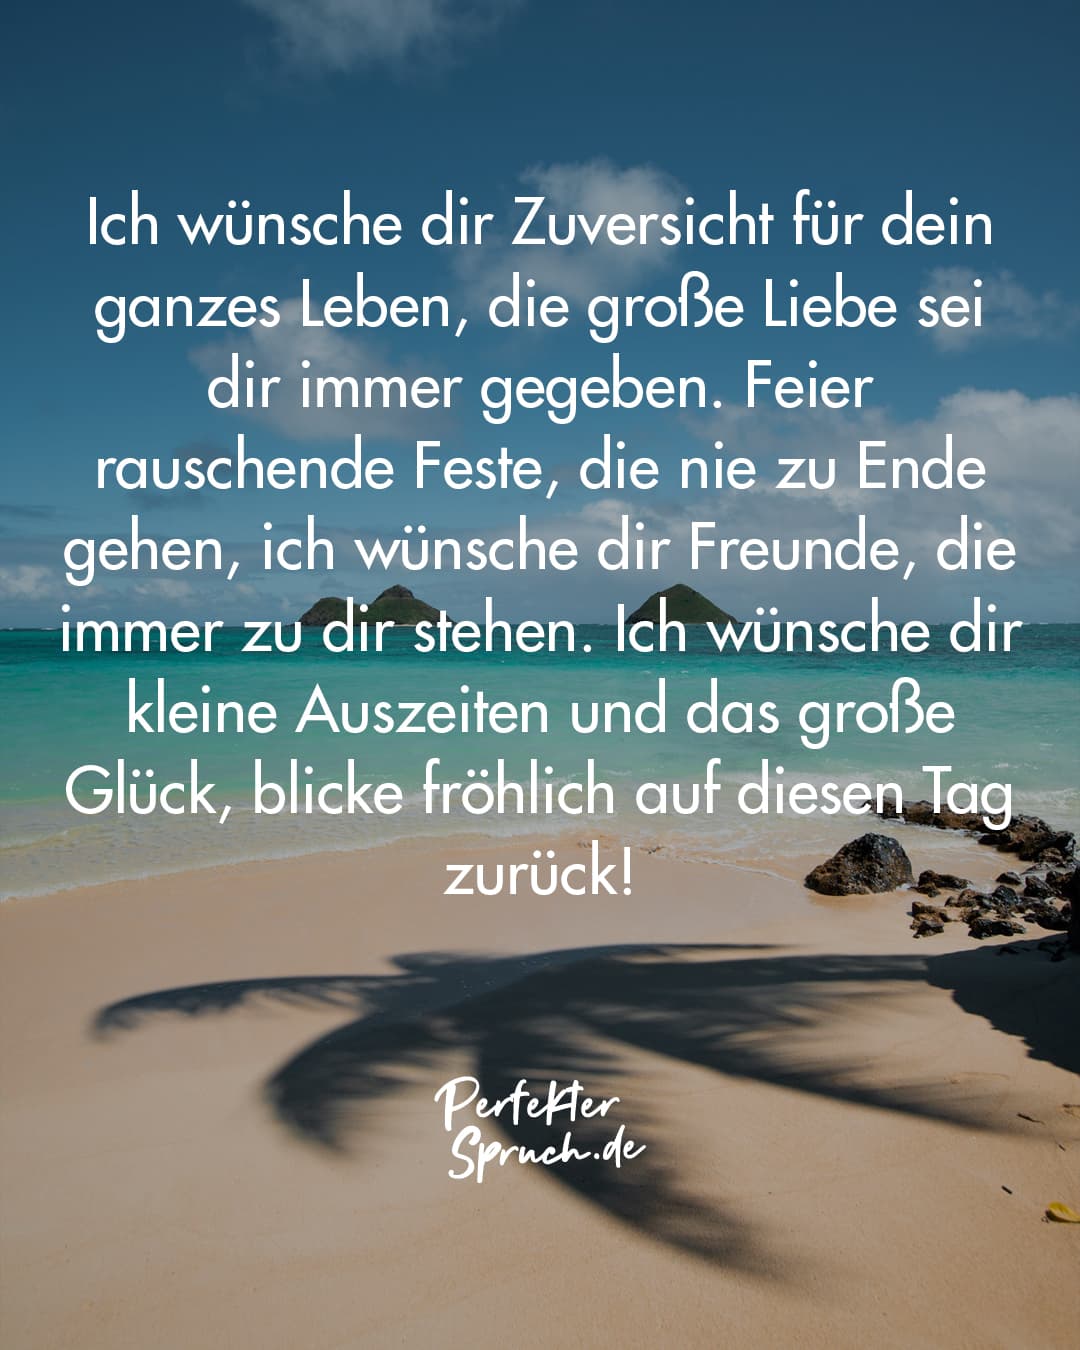 Ich wünsche dir Zuversicht für dein
ganzes Leben, die große Liebe sei
dir immer gegeben. Feier
rauschende Feste, die nie zu Ende
gehen, ich wünsche dir Freunde, die
immer zu dir stehen. Ich wünsche dir
kleine Auszeiten und das große
Glück, blicke fröhlich auf diesen Tag
zurück!
Perfekter
Spruch.de